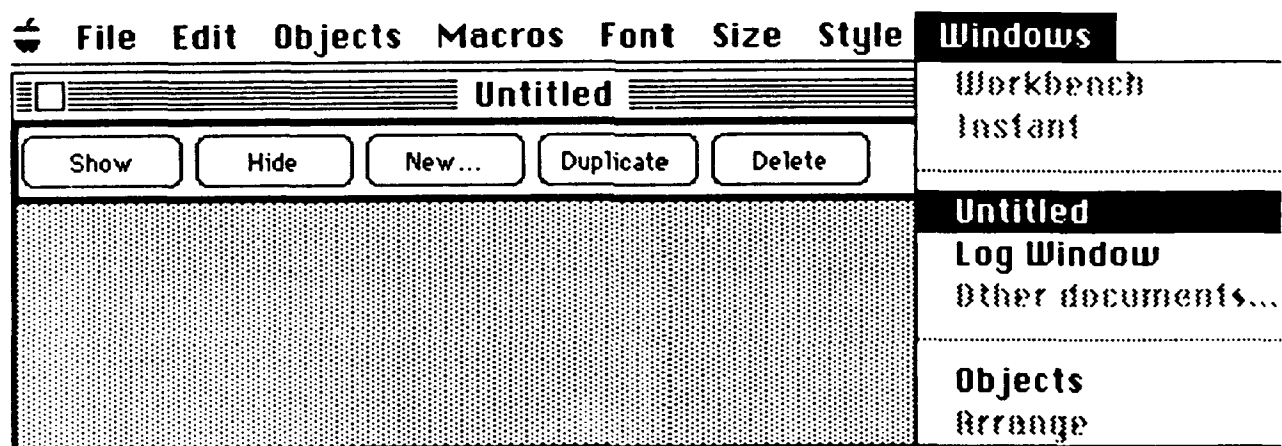 File Edit Objects Macros Font Size Style Windows
Untitled
Show Hide New... Duplicate Delete
Workbench
Instant
Untitled
Log Window
Other documents...
Objects
Arrange